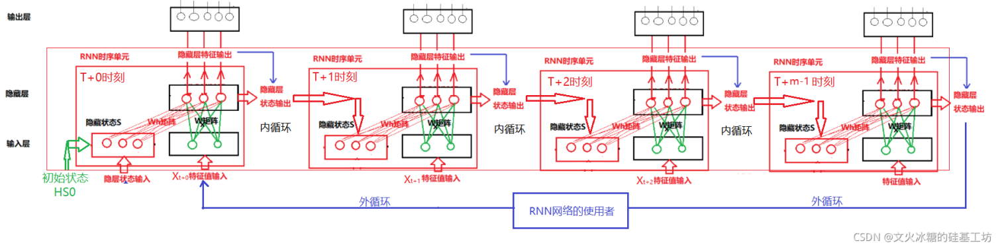 输出层
RNN时序单元
隐藏层特征输出
RNN时序单元
隐藏层特征输出
RNN时序单元
隐藏层特征输出
RNN时序单元
隐藏层特征输出
T+0时刻
T+1时刻
T+2时刻
T+m-1 时刻
隐藏层
隐藏层
状态输出
隐藏层
状态输出
隐藏层
状态输出
隐藏层
状态输出
隐藏状态S
Wh矩阵
W矩阵
内循环
隐藏状态S
Wh矩阵
W矩阵
内循环
隐藏状态S
Wh矩阵
W矩阵
内循环
隐藏状态S
Wh矩阵
W矩阵
输入层
初始状态
HS0
隐层状态输入
Xt+0特征值输入
Xt+1特征值输入
Xt+2特征值输入
特征值输入
外循环
RNN网络的使用者
外循环
CSDN @文火冰糖的硅基工坊